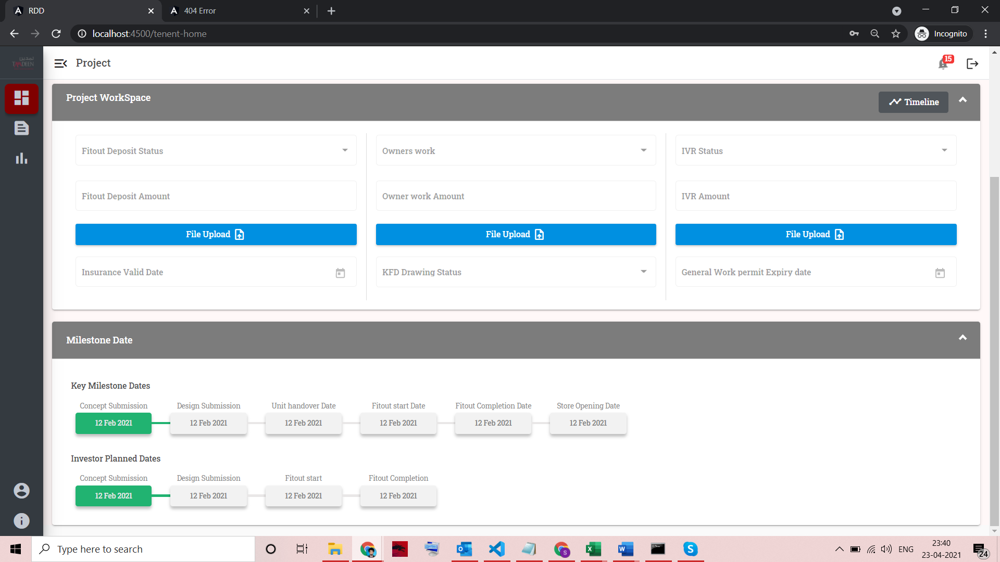 RDD
404 Error
localhost:4500/tenent-home
Incognito
تمدين
TAMDEEN
Project
15
Project WorkSpace
Timeline
Fitout Deposit Status
Owners work
IVR Status
Fitout Deposit Amount
Owner work Amount
IVR Amount
File Upload
File Upload
File Upload
Insurance Valid Date
KFD Drawing Status
General Work permit Expiry date
Milestone Date
Key Milestone Dates
Concept Submission
Design Submission
Unit handover Date
Fitout start Date
Fitout Completion Date
Store Opening Date
12 Feb 2021
12 Feb 2021
12 Feb 2021
12 Feb 2021
12 Feb 2021
12 Feb 2021
Investor Planned Dates
Concept Submission
Design Submission
Fitout start
Fitout Completion
12 Feb 2021
12 Feb 2021
12 Feb 2021
12 Feb 2021
Type here to search
ENG
23:40
23-04-2021
24